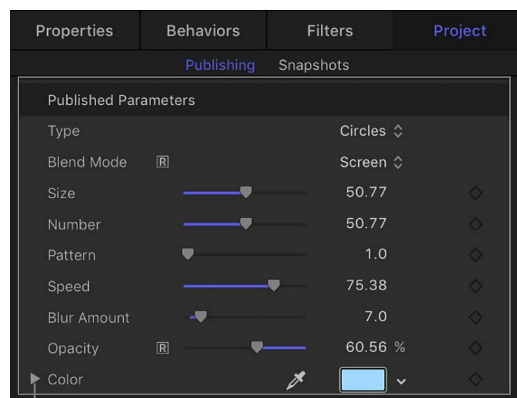 Properties Behaviors Filters Project
Publishing Snapshots
Published Parameters
Type Circles
Blend Mode R Screen
Size 50.77
Number 50.77
Pattern 1.0
Speed 75.38
Blur Amount 7.0
Opacity R 60.56 %
Color